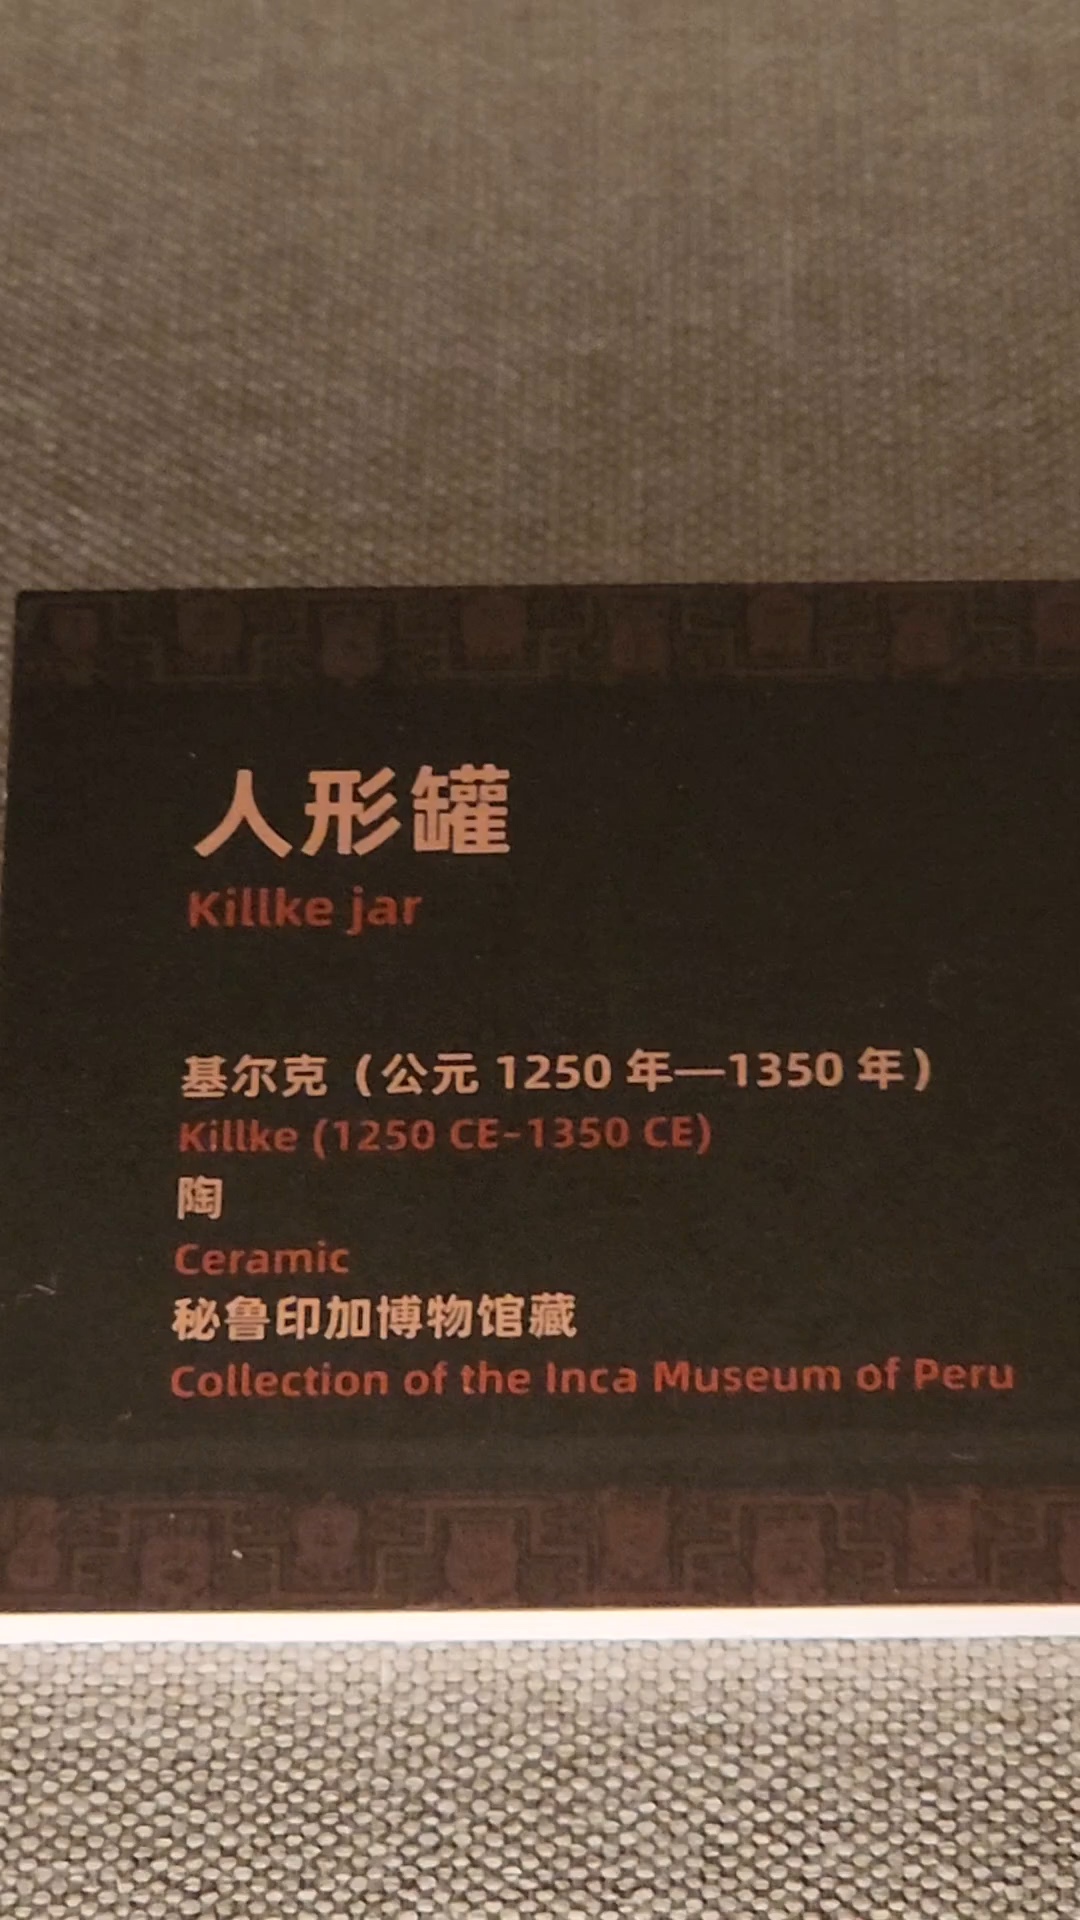 人形罐
Killke jar
基尔克（公元 1250 年—1350 年）
Killke (1250 CE-1350 CE)
陶
Ceramic
秘鲁印加博物馆藏
Collection of the Inca Museum of Peru